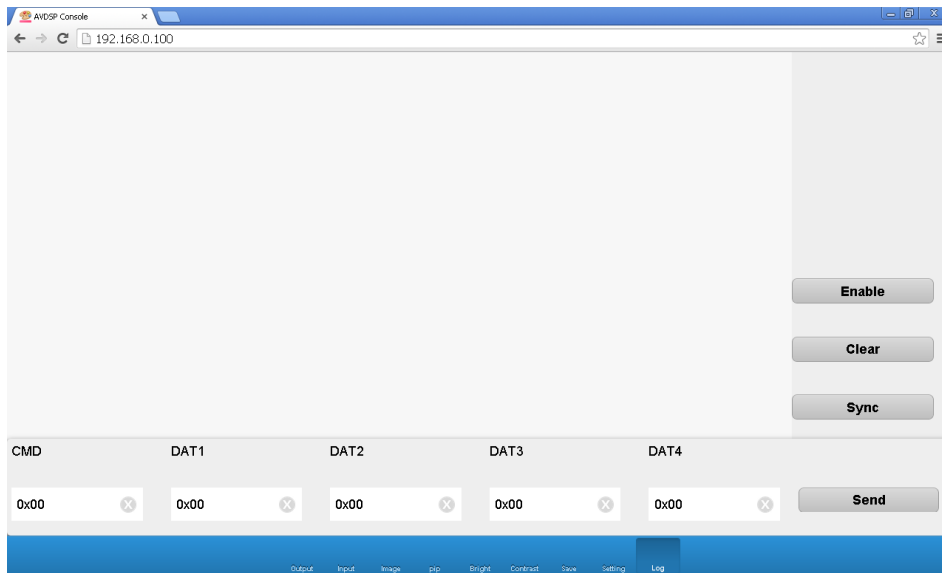 AVDSP Console
192.168.0.100
Enable
Clear
Sync
CMD DAT1 DAT2 DAT3 DAT4
0x00 0x00 0x00 0x00 0x00 Send
Output Input Image pip Bright Contrast Save Setting Log